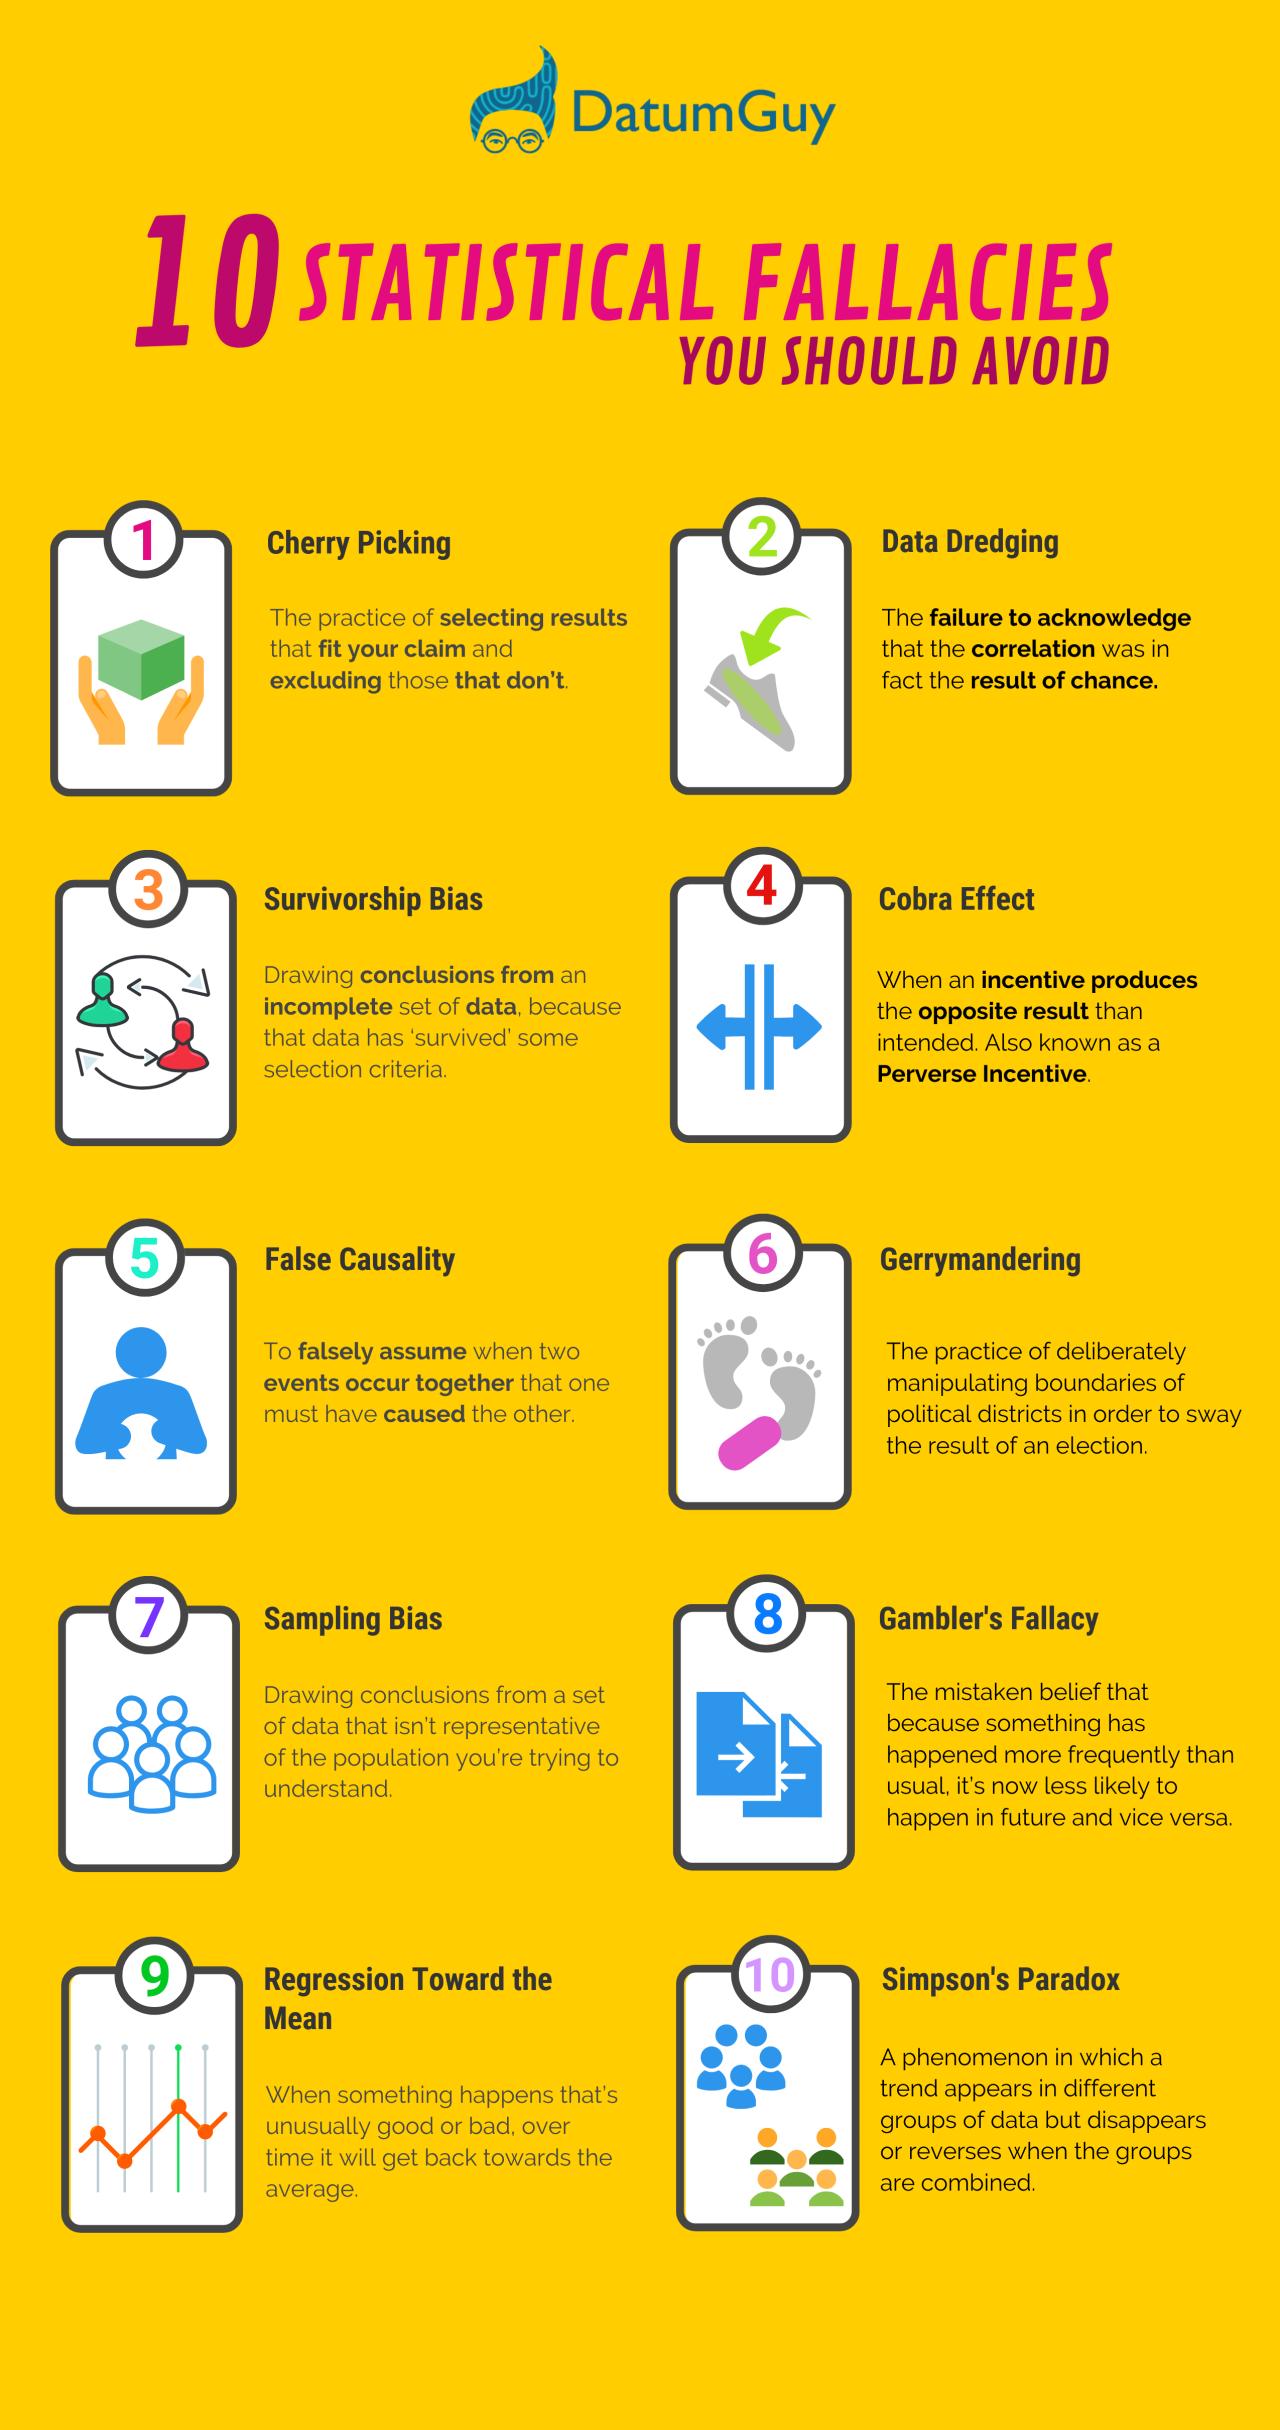 DatumGuy
10 STATISTICAL FALLACIES
YOU SHOULD AVOID
1
Cherry Picking
The practice of selecting results
that fit your claim and
excluding those that don't.
2
Data Dredging
The failure to acknowledge
that the correlation was in
fact the result of chance.
3
Survivorship Bias
Drawing conclusions from an
incomplete set of data, because
that data has ‘survived’ some
selection criteria.
4
Cobra Effect
When an incentive produces
the opposite result than
intended. Also known as a
Perverse Incentive.
5
False Causality
To falsely assume when two
events occur together that one
must have caused the other.
6
Gerrymandering
The practice of deliberately
manipulating boundaries of
political districts in order to sway
the result of an election.
7
Sampling Bias
Drawing conclusions from a set
of data that isn't representative
of the population you're trying to
understand.
8
Gambler's Fallacy
The mistaken belief that
because something has
happened more frequently than
usual, it's now less likely to
happen in future and vice versa.
9
Regression Toward the
Mean
When something happens that's
unusually good or bad, over
time it will get back towards the
average.
10
Simpson's Paradox
A phenomenon in which a
trend appears in different
groups of data but disappears
or reverses when the groups
are combined.